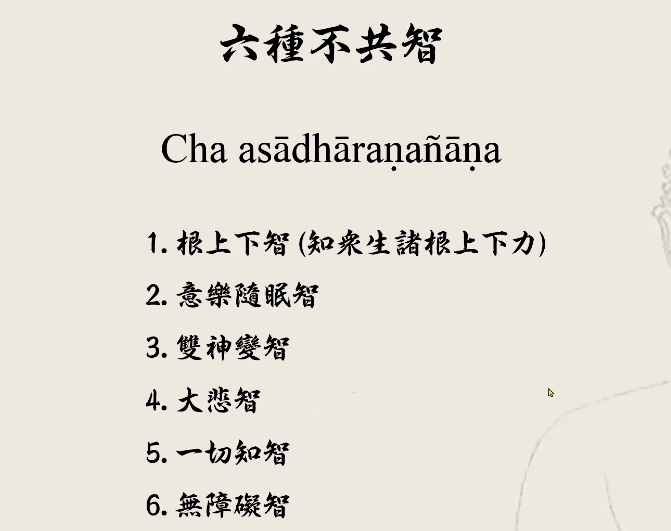 六種不共智
Cha asādhāraṇañāṇa
1. 根上下智 (知眾生諸根上下力)
2. 意樂隨眠智
3. 雙神變智
4. 大悲智
5. 一切知智
6. 無障礙智